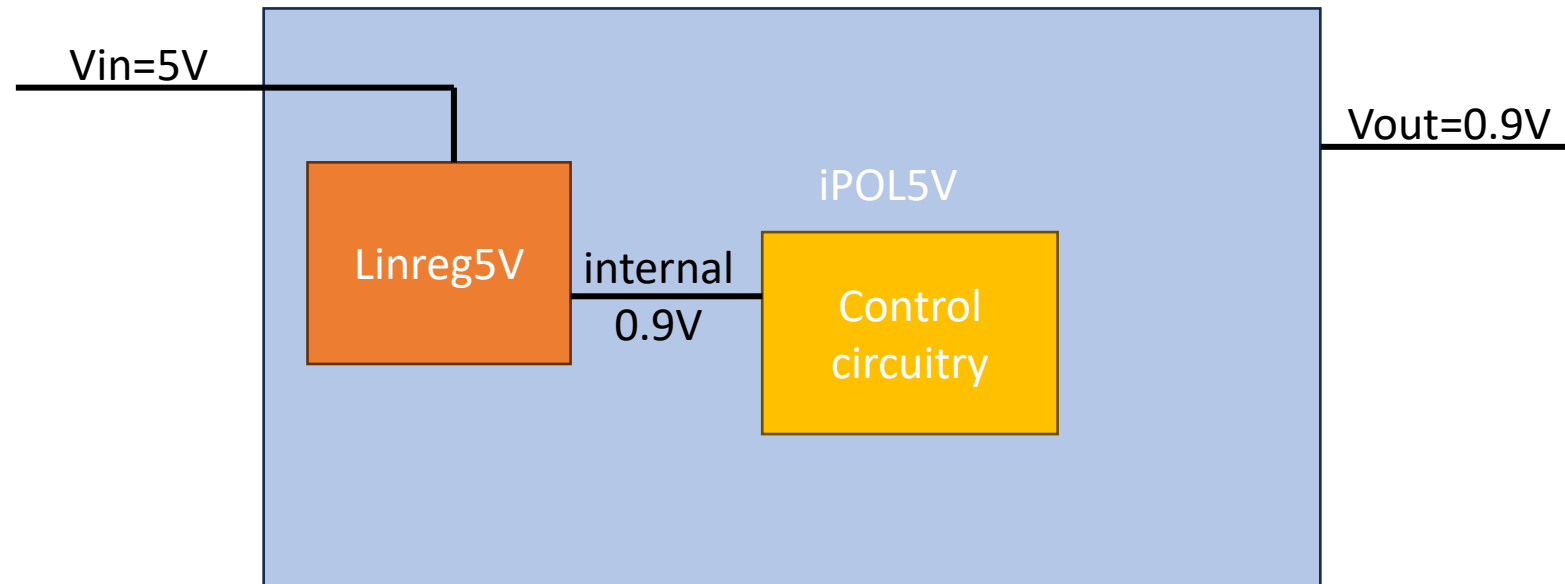 Vin=5V
Vout=0.9V
iPOL5V
Linreg5V
internal
0.9V
Control
circuitry